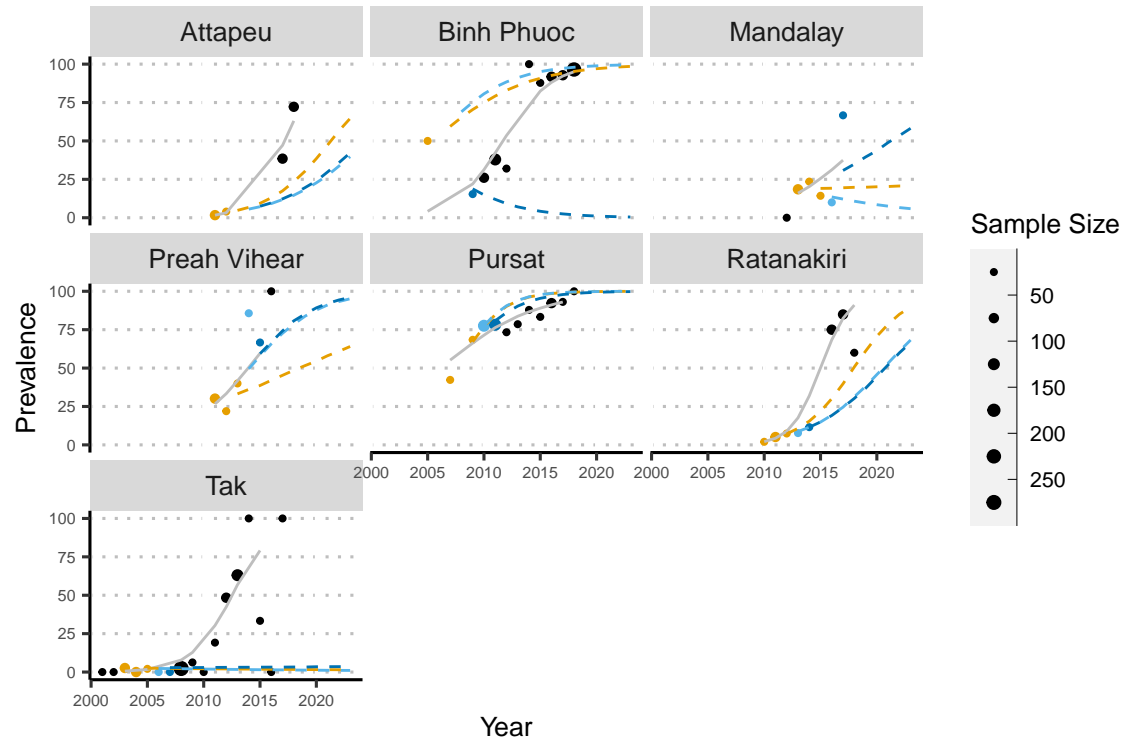 Attapeu Binh Phuoc Mandalay
100
75
50
25
0
Preah Vihear Pursat Ratanakiri
100
75
50
25
0
2000 2005 2010 2015 2020 2000 2005 2010 2015 2020
Tak
100
75
50
25
0
2000 2005 2010 2015 2020
Year
Prevalence
Sample Size
50
100
150
200
250